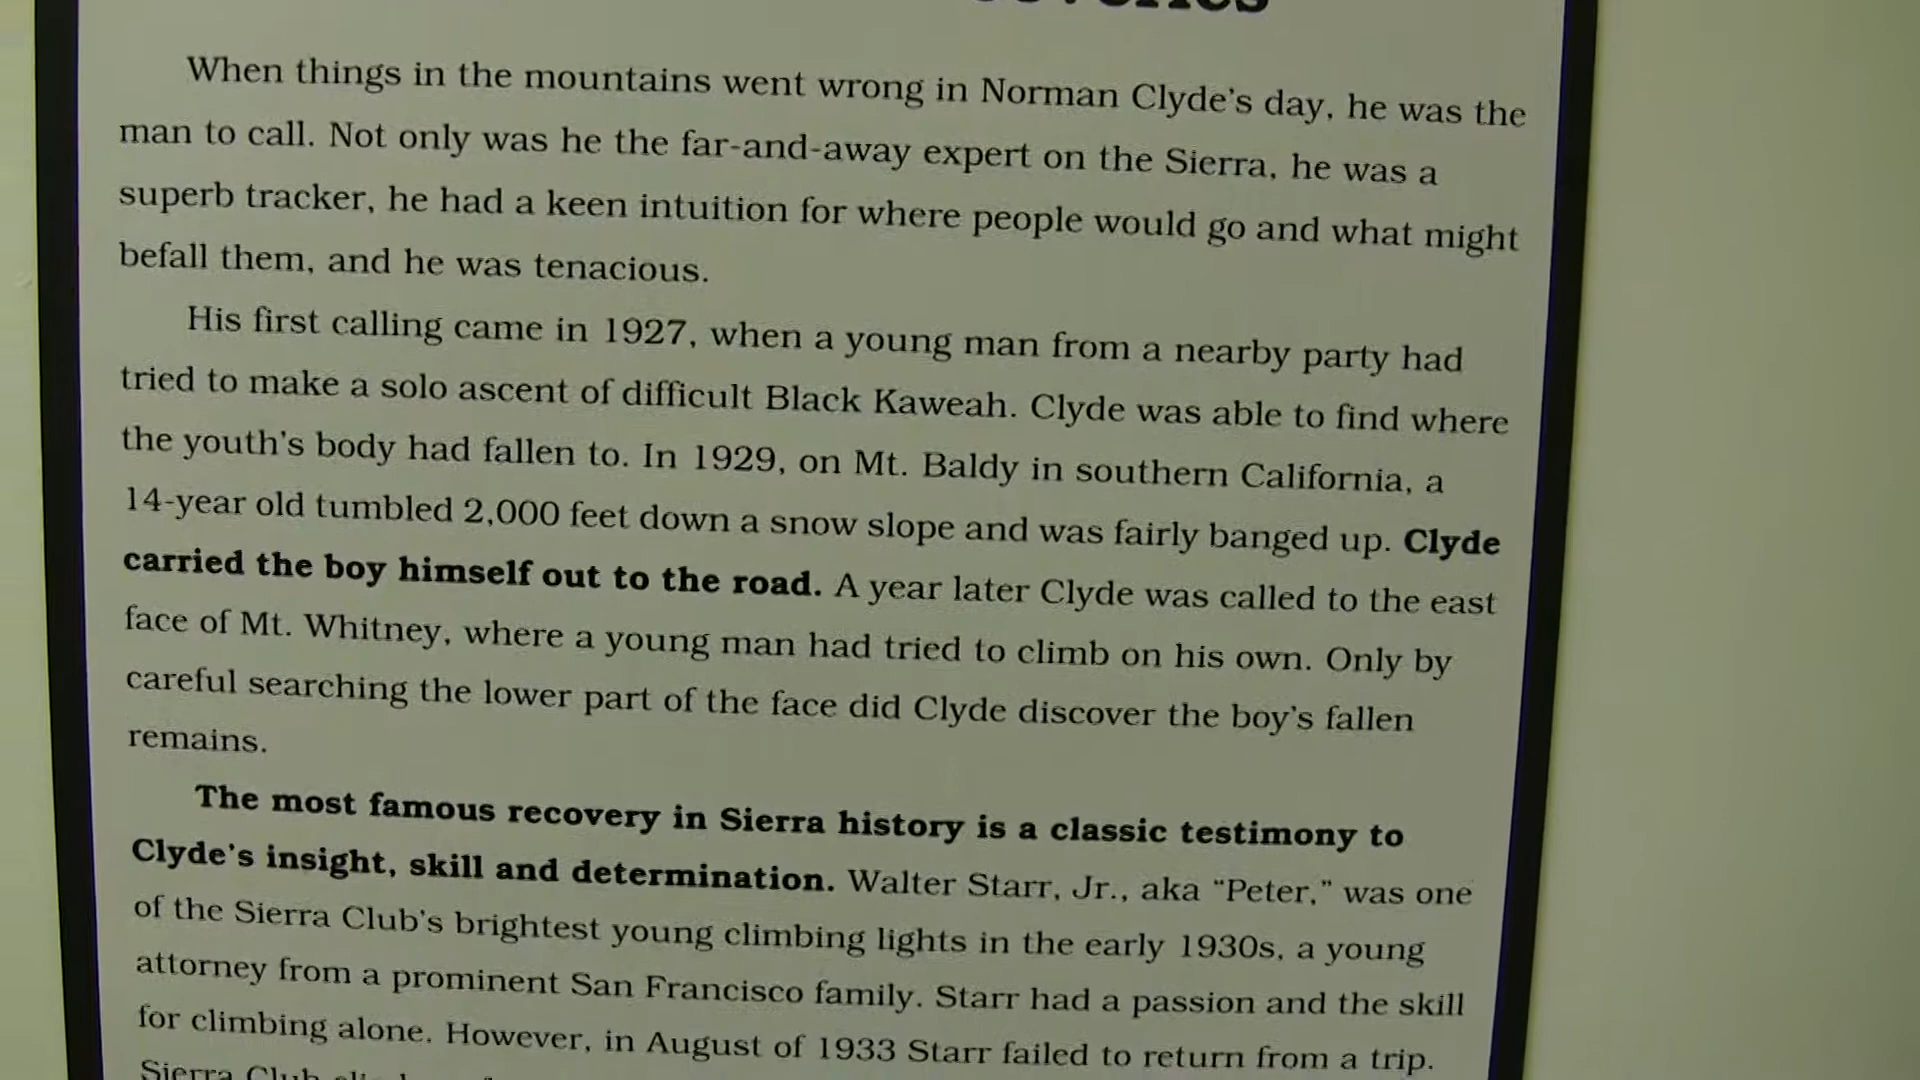 When things in the mountains went wrong in Norman Clyde's day, he was the
man to call. Not only was he the far-and-away expert on the Sierra, he was a
superb tracker, he had a keen intuition for where people would go and what might
befall them, and he was tenacious.
His first calling came in 1927, when a young man from a nearby party had
tried to make a solo ascent of difficult Black Kaweah. Clyde was able to find where
the youth's body had fallen to. In 1929, on Mt. Baldy in southern California, a
14-year old tumbled 2,000 feet down a snow slope and was fairly banged up. Clyde
carried the boy himself out to the road. A year later Clyde was called to the east
face of Mt. Whitney, where a young man had tried to climb on his own. Only by
careful searching the lower part of the face did Clyde discover the boy's fallen
remains.
The most famous recovery in Sierra history is a classic testimony to
Clyde's insight, skill and determination. Walter Starr, Jr., aka "Peter," was one
of the Sierra Club's brightest young climbing lights in the early 1930s, a young
attorney from a prominent San Francisco family. Starr had a passion and the skill
for climbing alone. However, in August of 1933 Starr failed to return from a trip.
Sierra Club